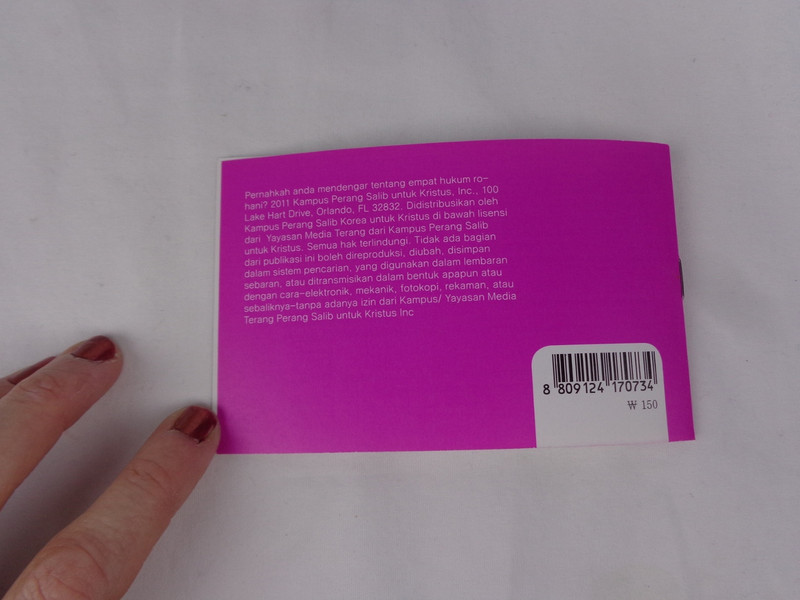 Pernahkah anda mendengar tentang empat hukum ro-
hani? 2011 Kampus Perang Salib untuk Kristus, Inc., 100
Lake Hart Drive, Orlando, FL 32832. Didistribusikan oleh
Kampus Perang Salib Korea untuk Kristus di bawah lisensi
dari Yayasan Media Terang dari Kampus Perang Salib
untuk Kristus. Semua hak terlindungi. Tidak ada bagian
dari publikasi ini boleh direproduksi, diubah, disimpan
dalam sistem pencarian, yang digunakan dalam lembaran
sebaran, atau ditransmisikan dalam bentuk apapun atau
dengan cara-elektronik, mekanik, fotokopi, rekaman, atau
sebaliknya-tanpa adanya izin dari Kampus/ Yayasan Media
Terang Perang Salib untuk Kristus Inc
8 809124 170734
₩ 150